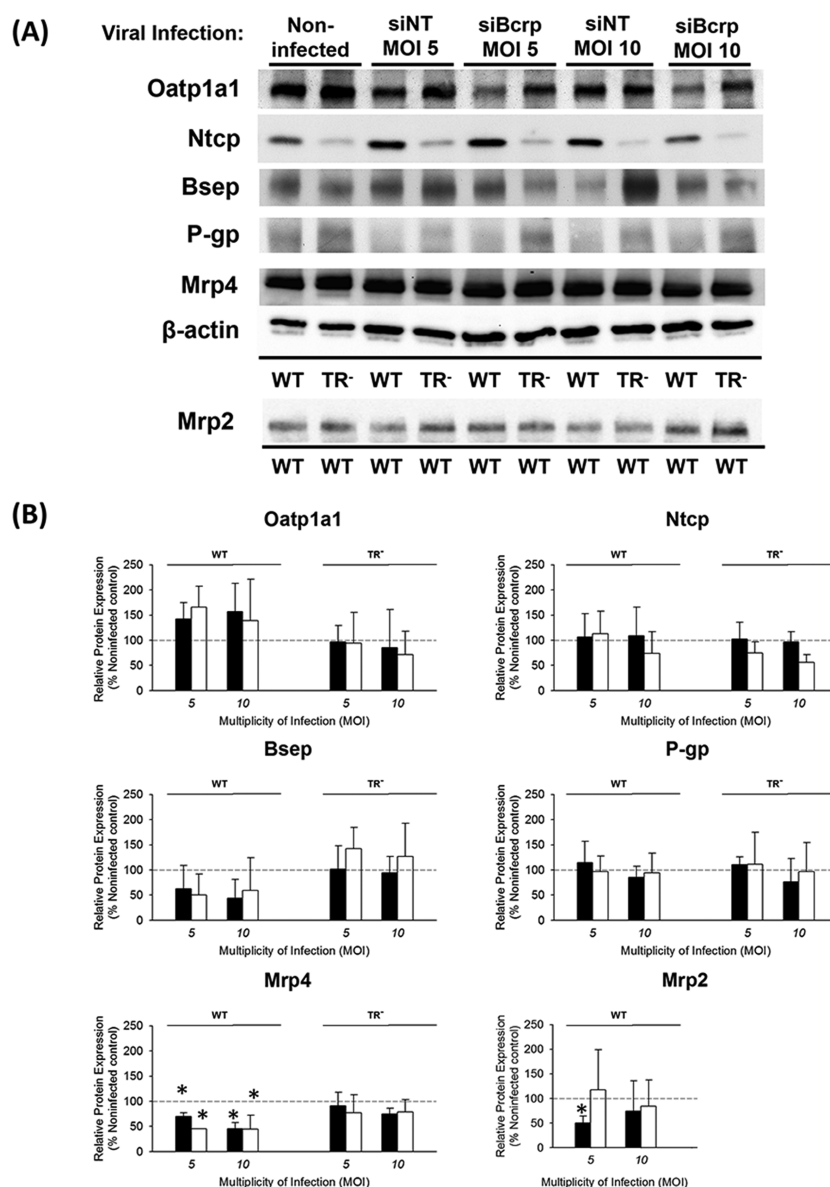 (A)
Viral Infection:
Non-infected
siNT MOI 5
siBcrp MOI 5
siNT MOI 10
siBcrp MOI 10
Oatp1a1
Ntcp
Bsep
P-gp
Mrp4
β-actin
WT TR- WT TR- WT TR- WT TR- WT TR-
Mrp2
WT WT WT WT WT WT WT WT WT WT
(B)
Oatp1a1
WT TR-
Relative Protein Expression
(% Noninfected control)
250
200
150
100
50
0
5 10 5 10
Multiplicity of Infection (MOI)
Ntcp
WT TR-
Relative Protein Expression
(% Noninfected control)
250
200
150
100
50
0
5 10 5 10
Multiplicity of Infection (MOI)
Bsep
WT TR-
Relative Protein Expression
(% Noninfected control)
250
200
150
100
50
0
5 10 5 10
Multiplicity of Infection (MOI)
P-gp
WT TR-
Relative Protein Expression
(% Noninfected control)
250
200
150
100
50
0
5 10 5 10
Multiplicity of Infection (MOI)
Mrp4
WT TR-
Relative Protein Expression
(% Noninfected control)
250
200
150
100
50
0
* * * *
5 10 5 10
Multiplicity of Infection (MOI)
Mrp2
WT
Relative Protein Expression
(% Noninfected control)
250
200
150
100
50
0
*
5 10
Multiplicity of Infection (MOI)